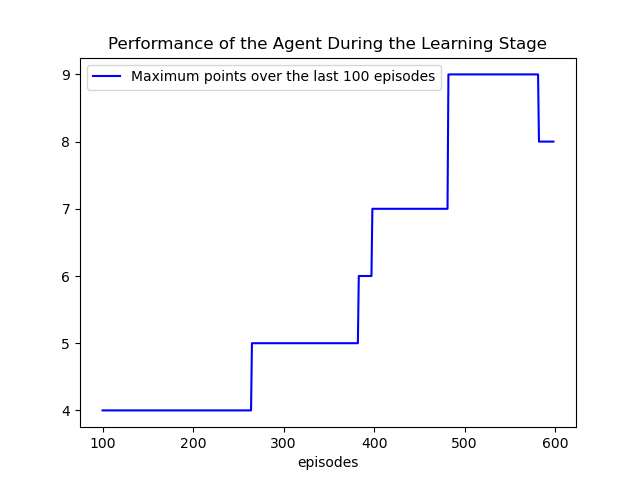 Performance of the Agent During the Learning Stage
Maximum points over the last 100 episodes
9
8
7
6
5
4
100 200 300 400 500 600
episodes